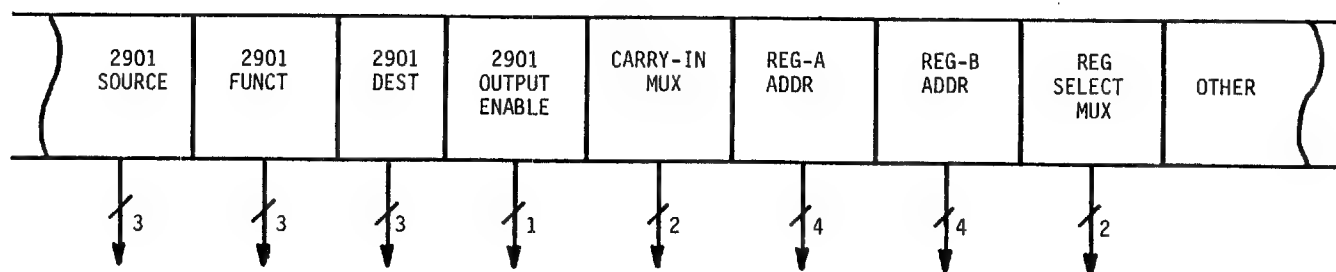 2901 SOURCE
2901 FUNCT
2901 DEST
2901 OUTPUT ENABLE
CARRY-IN MUX
REG-A ADDR
REG-B ADDR
REG SELECT MUX
OTHER
3
3
3
1
2
4
4
2